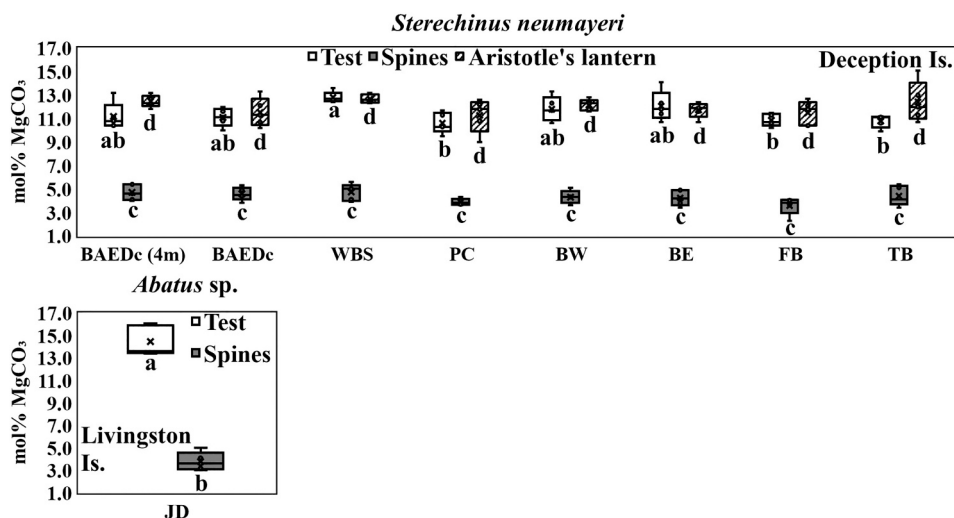 Sterechinus neumayeri
17.0
15.0
13.0
11.0
9.0
7.0
5.0
3.0
1.0
mol% MgCO₃
Test Spines Aristotle's lantern
Deception Is.
ab d ab d a d b d ab d ab d b d b d
c c c c c c c c
BAEDc (4m) BAEDc WBS PC BW BE FB TB
Abatus sp.
17.0
15.0
13.0
11.0
9.0
7.0
5.0
3.0
1.0
mol% MgCO₃
Test
Spines
a
Livingston
Is.
b
JD